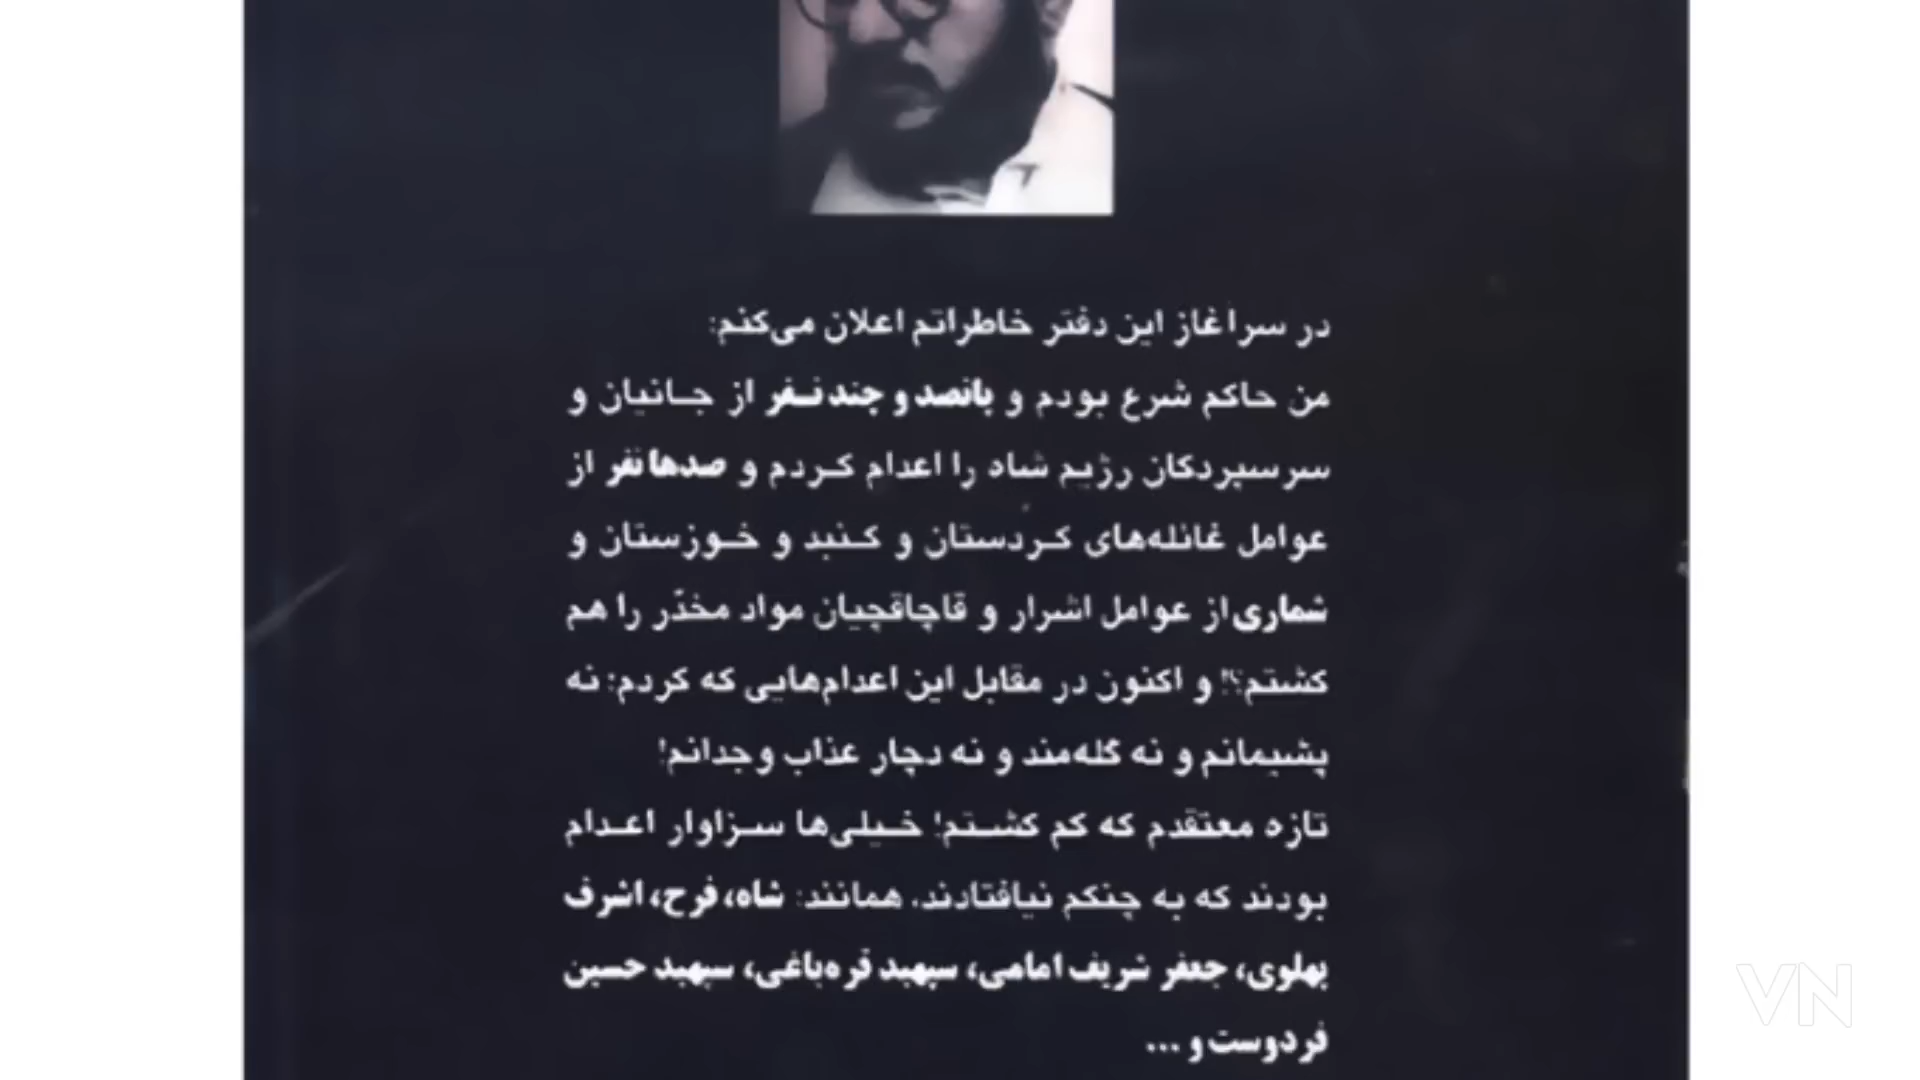 در سرآغاز این دفتر خاطراتم اعلان می‌کنم:
من حاکم شرع بودم و پانصد و چند نفر از جانیان و
سرسپردگان رژیم شاه را اعدام کردم و صدها نفر از
عوامل غائله‌های کردستان و گنبد و خوزستان و
شماری از عوامل اشرار و قاچاقچیان مواد مخدّر را هم
کشتم؟! و اکنون در مقابل این اعدام‌هایی که کردم: نه
پشیمانم و نه گله‌مند و نه دچار عذاب وجدانم!
تازه معتقدم که کم کشتم! خیلی‌ها سزاوار اعدام
بودند که به چنگم نیافتادند. همانند: شاه، فرح، اشرف
پهلوی، جعفر شریف امامی، سپهبد قره‌باغی، سپهبد حسین
فردوست و ...
VN